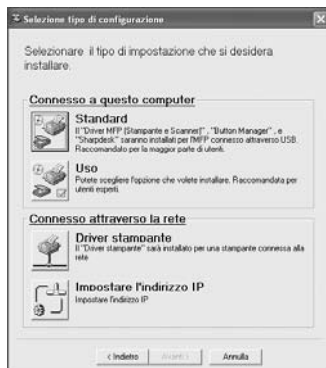 Selezione tipo di configurazione
Selezionare il tipo di impostazione che si desidera
installare.
Connesso a questo computer
Standard
Il "Driver MFP (Stampante e Scanner)" , "Button Manager" , e
"Sharpdesk" saranno installati per l'MFP connesso attraverso USB.
Raccomandato per la maggior parte di utenti.
Uso
Potete scegliere l'opzione che volete installare. Raccomandata per
utenti esperti.
Connesso attraverso la rete
Driver stampante
Il "Driver stampante" sarà installato per una stampante connessa alla
rete
Impostare l'indirizzo IP
Impostare l'indirizzo IP
< Indietro
Avanti >
Annulla